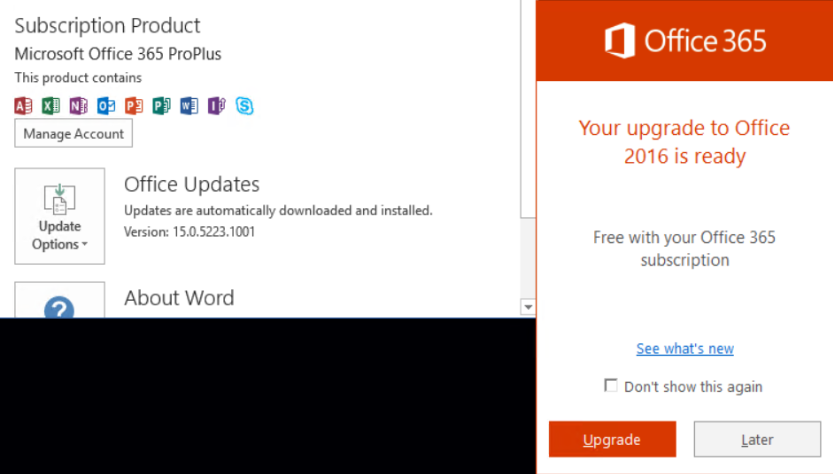 Subscription Product
Microsoft Office 365 ProPlus
This product contains
Manage Account
Update
Options
Office Updates
Updates are automatically downloaded and installed.
Version: 15.0.5223.1001
?
About Word
Office 365
Your upgrade to Office
2016 is ready
Free with your Office 365
subscription
See what's new
Don't show this again
Upgrade
Later